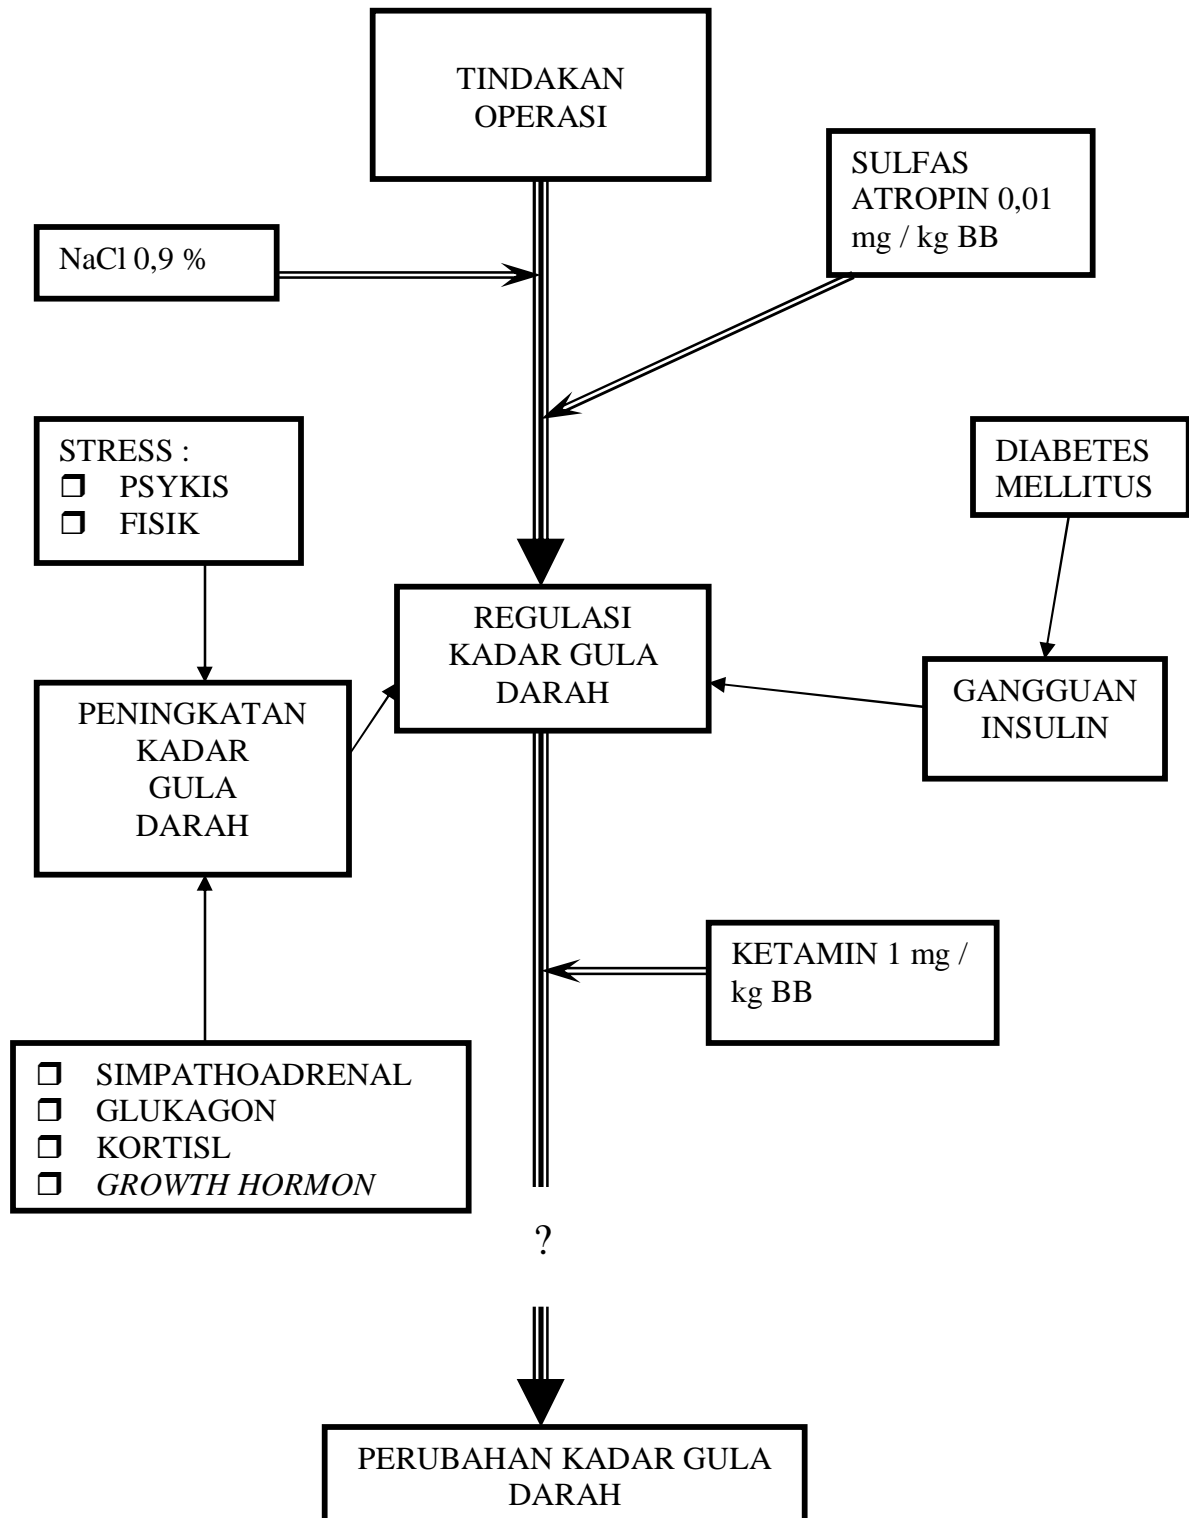 TINDAKAN
OPERASI
SULFAS
ATROPIN 0,01
mg / kg BB
NaCl 0,9 %
STRESS :
❒ PSYKIS
❒ FISIK
DIABETES
MELLITUS
REGULASI
KADAR GULA
DARAH
GANGGUAN
INSULIN
PENINGKATAN
KADAR
GULA
DARAH
KETAMIN 1 mg /
kg BB
❒ SIMPATHOADRENAL
❒ GLUKAGON
❒ KORTISL
❒ GROWTH HORMON
?
PERUBAHAN KADAR GULA
DARAH